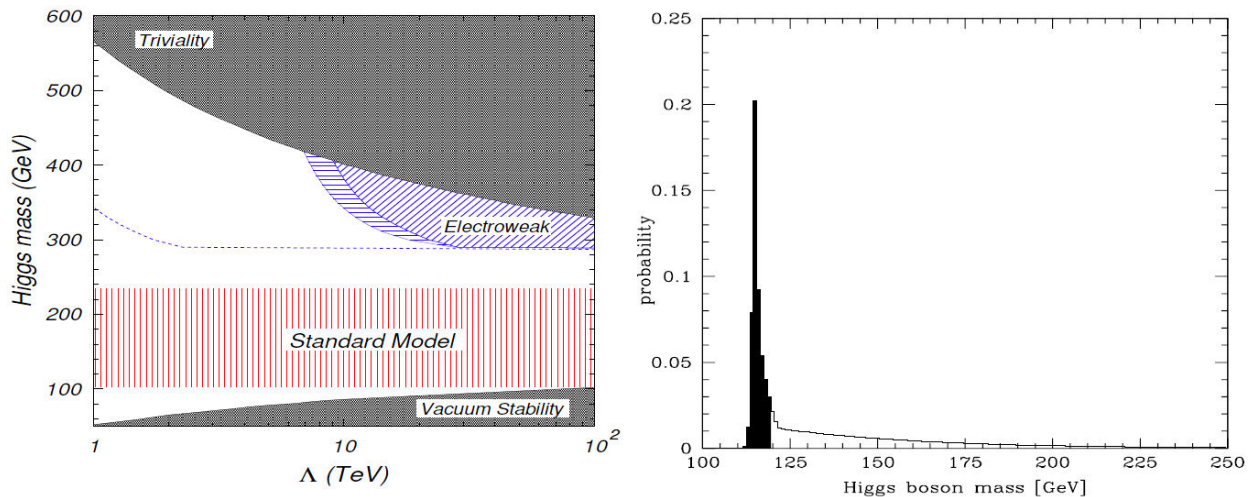 600
500
400
300
200
100
Higgs mass (GeV)
Triviality
Electroweak
Standard Model
Vacuum Stability
1
10
10²
Λ (TeV)
0.25
0.2
0.15
0.1
0.05
0
probability
100
125
150
175
200
225
250
Higgs boson mass [GeV]